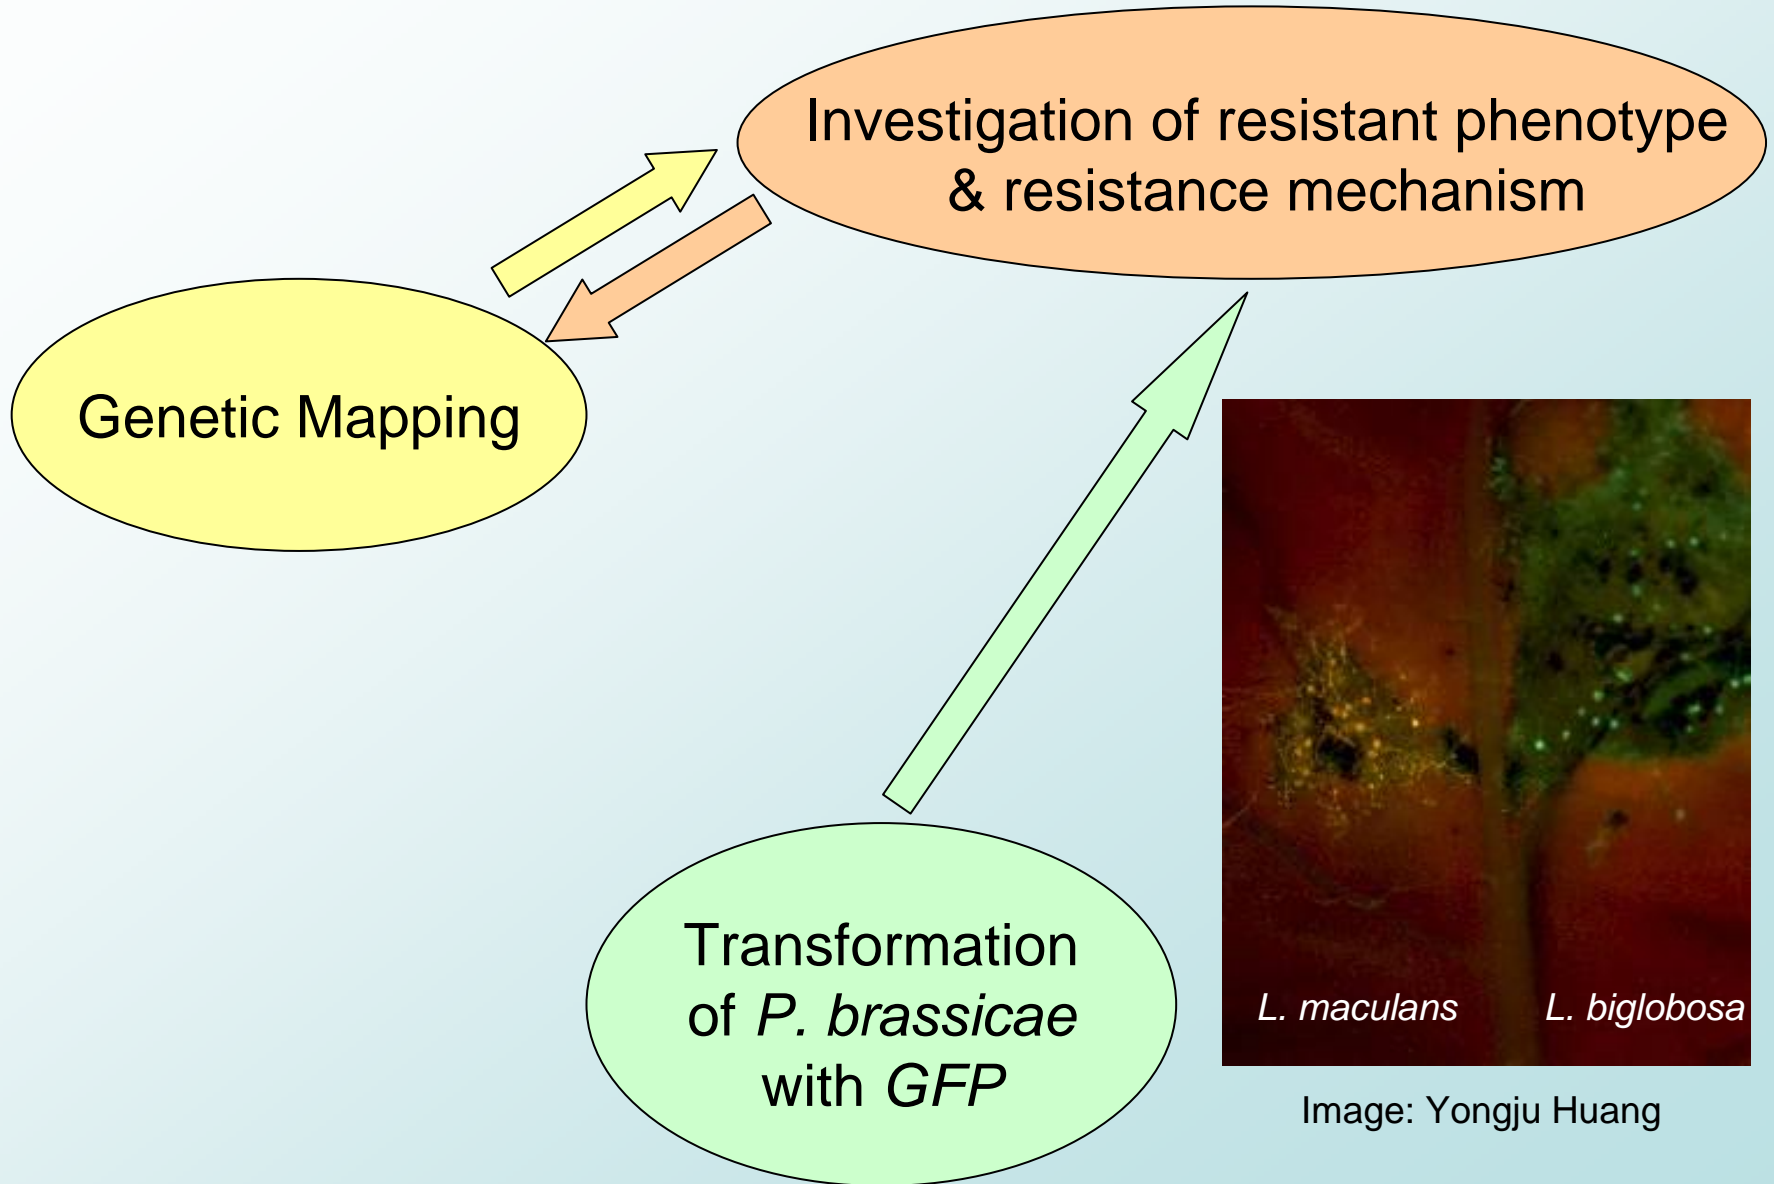 Investigation of resistant phenotype
& resistance mechanism
Genetic Mapping
Transformation
of P. brassicae
with GFP
L. maculans
L. biglobosa
Image: Yongju Huang